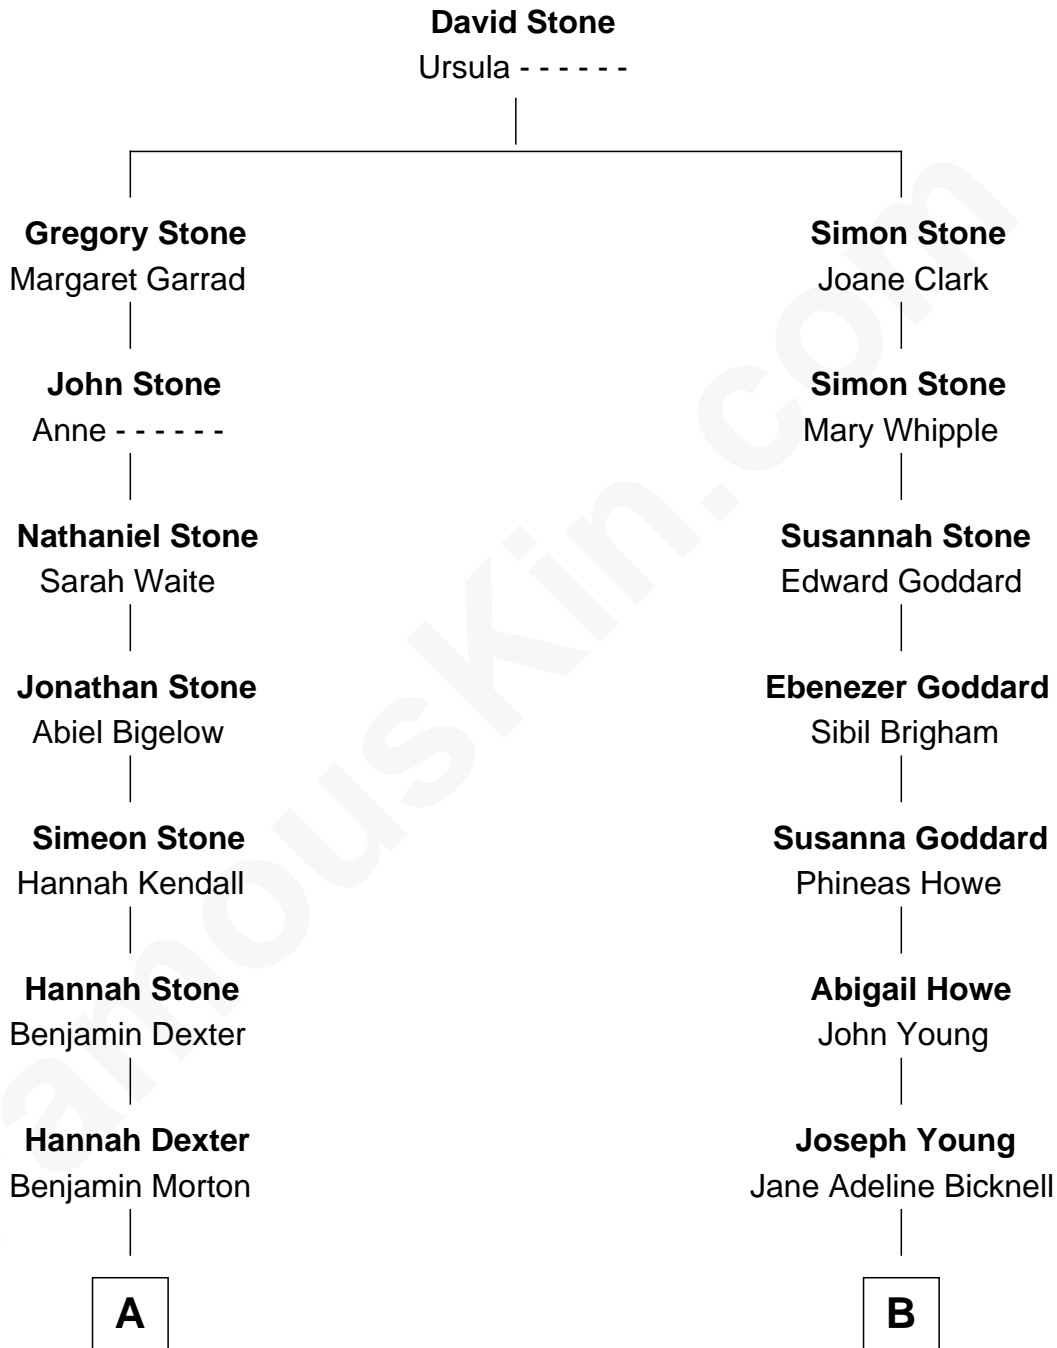 David Stone
Ursula - - - - - -
Gregory Stone
Margaret Garrad
Simon Stone
Joane Clark
John Stone
Anne - - - - - -
Simon Stone
Mary Whipple
Nathaniel Stone
Sarah Waite
Susannah Stone
Edward Goddard
Jonathan Stone
Abiel Bigelow
Ebenezer Goddard
Sibil Brigham
Simeon Stone
Hannah Kendall
Susanna Goddard
Phineas Howe
Hannah Stone
Benjamin Dexter
Abigail Howe
John Young
Hannah Dexter
Benjamin Morton
Joseph Young
Jane Adeline Bicknell
A
B
amouskin.com